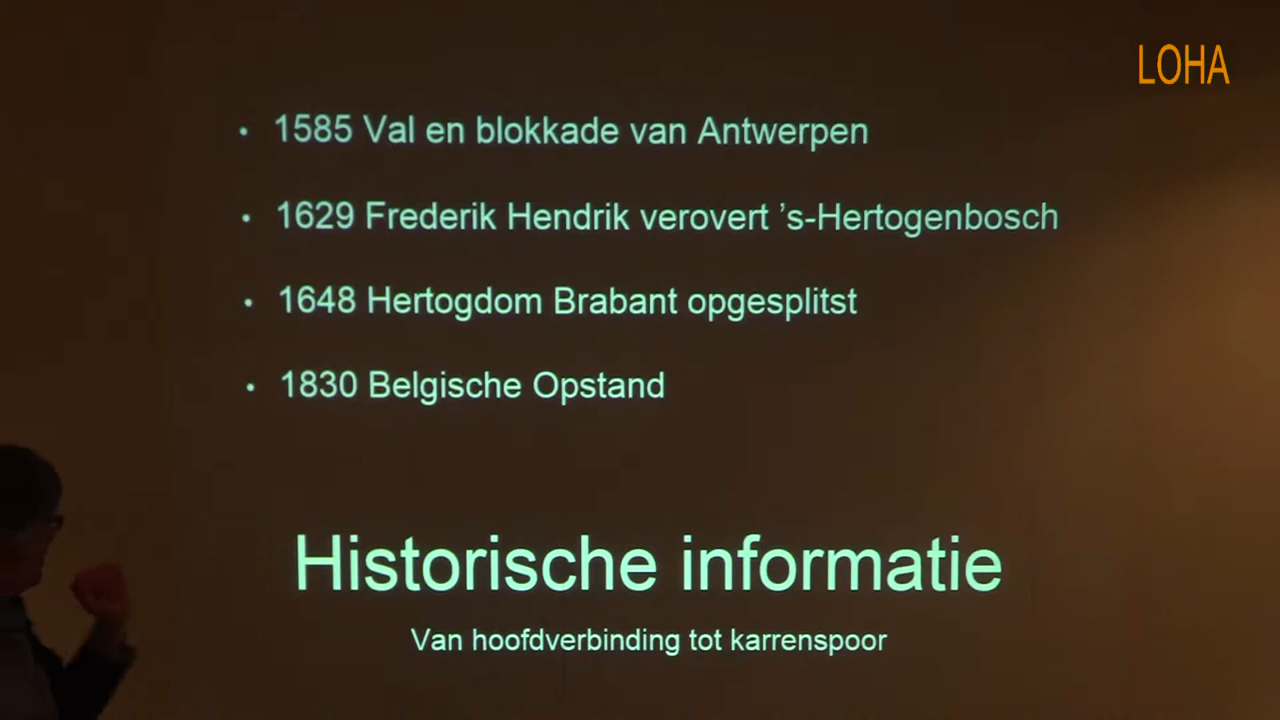 LOHA
• 1585 Val en blokkade van Antwerpen
• 1629 Frederik Hendrik verovert ’s-Hertogenbosch
• 1648 Hertogdom Brabant opgesplitst
• 1830 Belgische Opstand
Historische informatie
Van hoofdverbinding tot karrenspoor